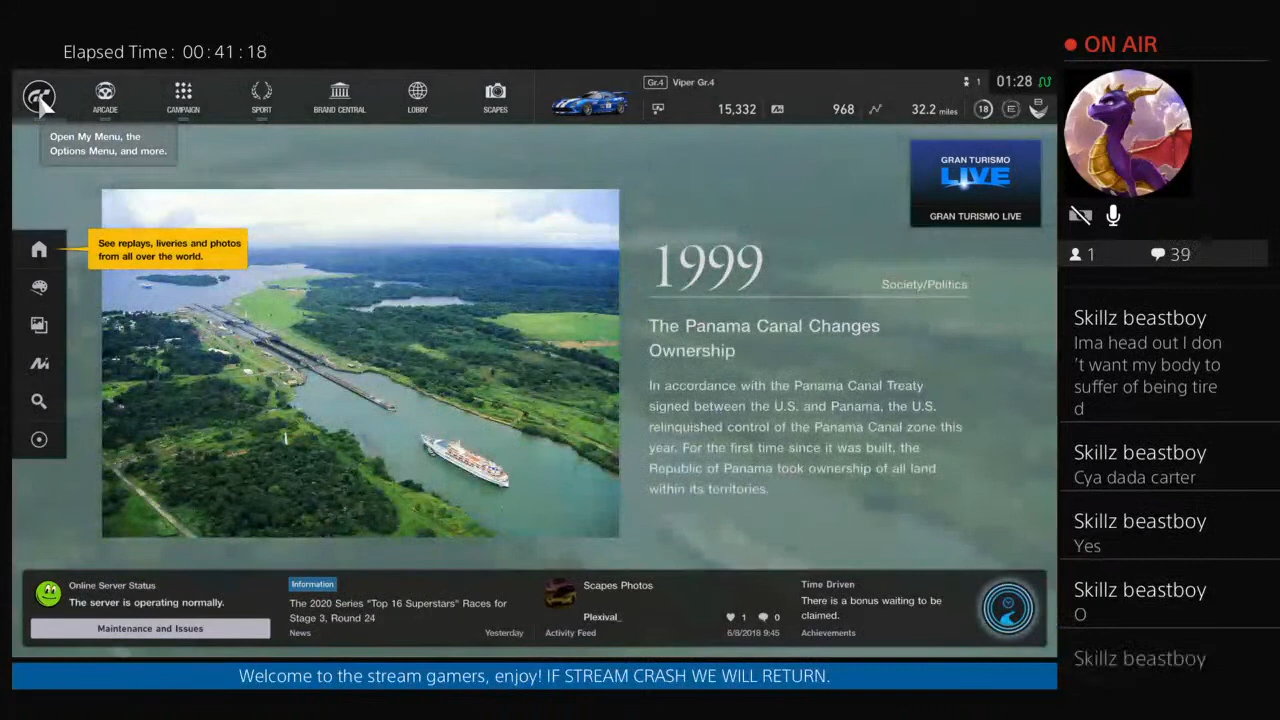 Elapsed Time: 00:41:18
ON AIR
ARCADE
CAMPAIGN
SPORT
BRAND CENTRAL
LOBBY
SCAPES
Gr.4 Viper Gr.4
1 01:28
15,332 968 32.2 miles 18 E B
Open My Menu, the
Options Menu, and more.
GRAN TURISMO
LIVE
GRAN TURISMO LIVE
See replays, liveries and photos
from all over the world.
1999
Society/Politics
The Panama Canal Changes
Ownership
In accordance with the Panama Canal Treaty
signed between the U.S. and Panama, the U.S.
relinquished control of the Panama Canal zone this
year. For the first time since it was built, the
Republic of Panama took ownership of all land
within its territories.
1 39
Skillz beastboy
Ima head out I don
't want my body to
suffer of being tire
d
Skillz beastboy
Cya dada carter
Skillz beastboy
Yes
Skillz beastboy
O
Skillz beastboy
Online Server Status
The server is operating normally.
Maintenance and Issues
Information
The 2020 Series "Top 16 Superstars" Races for
Stage 3, Round 24
News Yesterday
Scapes Photos
Plexival_
1 0
Activity Feed 6/8/2018 9:45
Time Driven
There is a bonus waiting to be
claimed.
Achievements
Welcome to the stream gamers, enjoy! IF STREAM CRASH WE WILL RETURN.